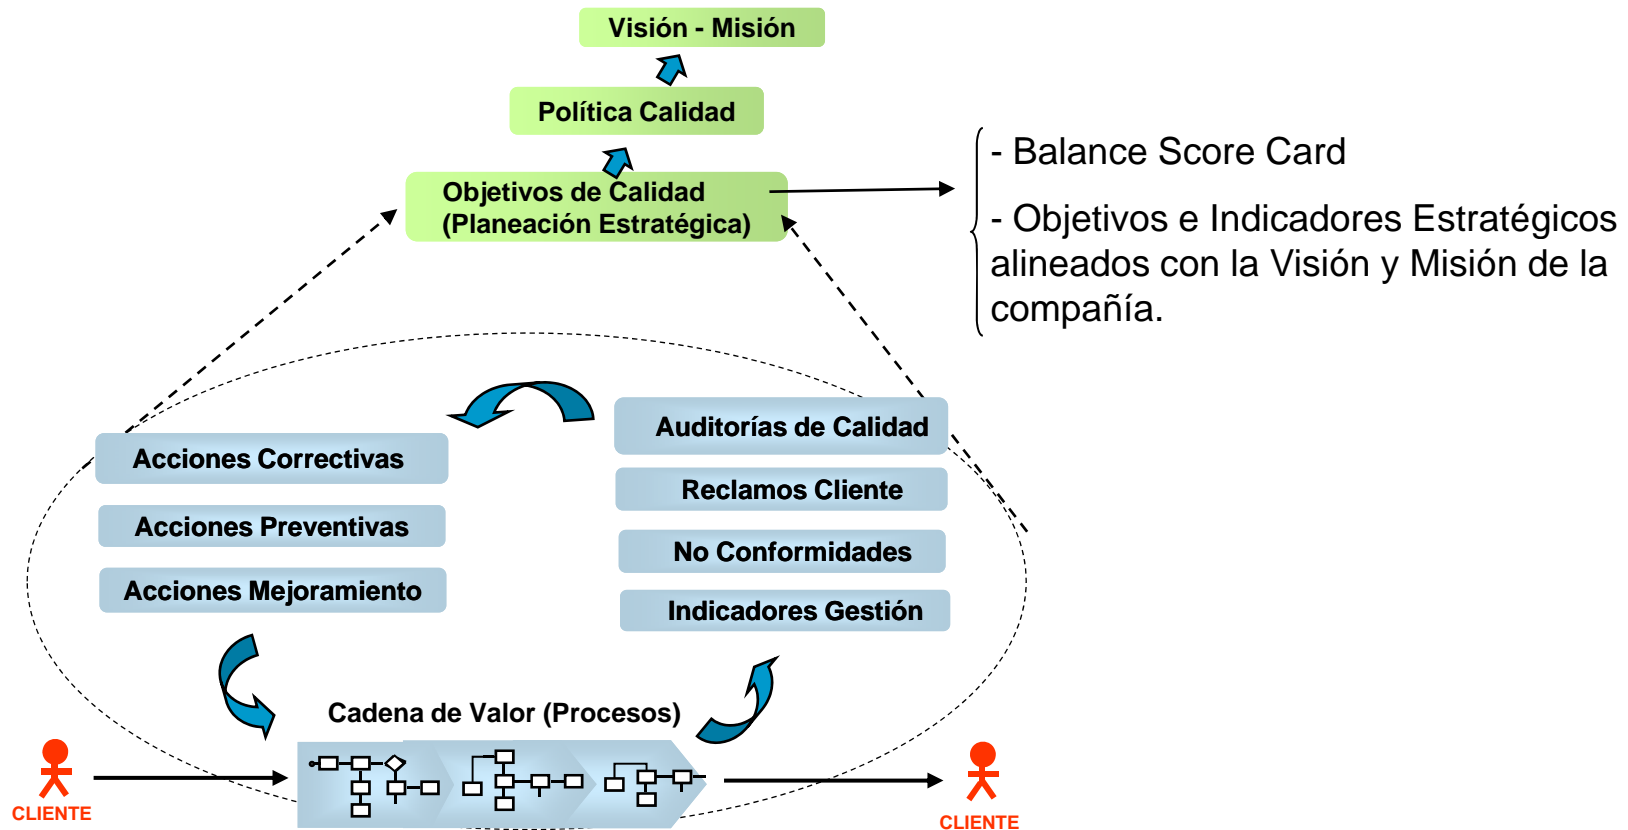 Visión - Misión
Política Calidad
Objetivos de Calidad
(Planeación Estratégica)
- Balance Score Card
- Objetivos e Indicadores Estratégicos
alineados con la Visión y Misión de la
compañía.
Acciones Correctivas
Acciones Preventivas
Acciones Mejoramiento
Auditorías de Calidad
Reclamos Cliente
No Conformidades
Indicadores Gestión
Cadena de Valor (Procesos)
CLIENTE
CLIENTE